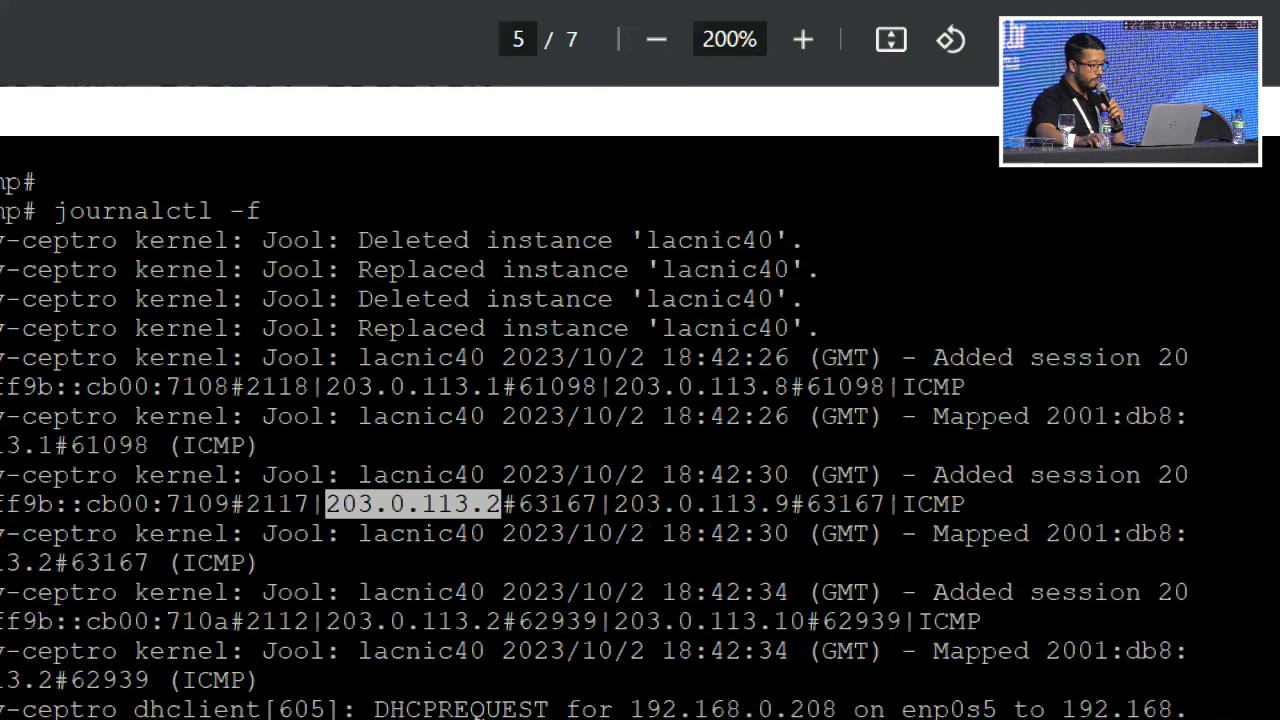 5 / 7
200%
np#
np# journalctl -f
y-ceptro kernel: Jool: Deleted instance 'lacnic40'.
y-ceptro kernel: Jool: Replaced instance 'lacnic40'.
y-ceptro kernel: Jool: Deleted instance 'lacnic40'.
y-ceptro kernel: Jool: Replaced instance 'lacnic40'.
y-ceptro kernel: Jool: lacnic40 2023/10/2 18:42:26 (GMT) - Added session 20
ff9b::cb00:7108#2118|203.0.113.1#61098|203.0.113.8#61098|ICMP
y-ceptro kernel: Jool: lacnic40 2023/10/2 18:42:26 (GMT) - Mapped 2001:db8:
13.1#61098 (ICMP)
y-ceptro kernel: Jool: lacnic40 2023/10/2 18:42:30 (GMT) - Added session 20
ff9b::cb00:7109#2117|203.0.113.2#63167|203.0.113.9#63167|ICMP
y-ceptro kernel: Jool: lacnic40 2023/10/2 18:42:30 (GMT) - Mapped 2001:db8:
13.2#63167 (ICMP)
y-ceptro kernel: Jool: lacnic40 2023/10/2 18:42:34 (GMT) - Added session 20
ff9b::cb00:710a#2112|203.0.113.2#62939|203.0.113.10#62939|ICMP
y-ceptro kernel: Jool: lacnic40 2023/10/2 18:42:34 (GMT) - Mapped 2001:db8:
13.2#62939 (ICMP)
y-ceptro dhclient[605]: DHCPREQUEST for 192.168.0.208 on enp0s5 to 192.168.